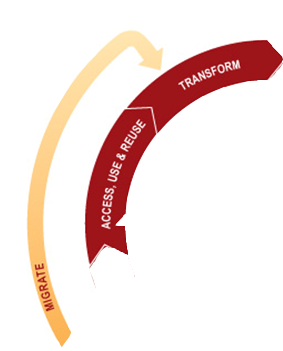 TRANSFORM
ACCESS, USE & REUSE
MIGRATE